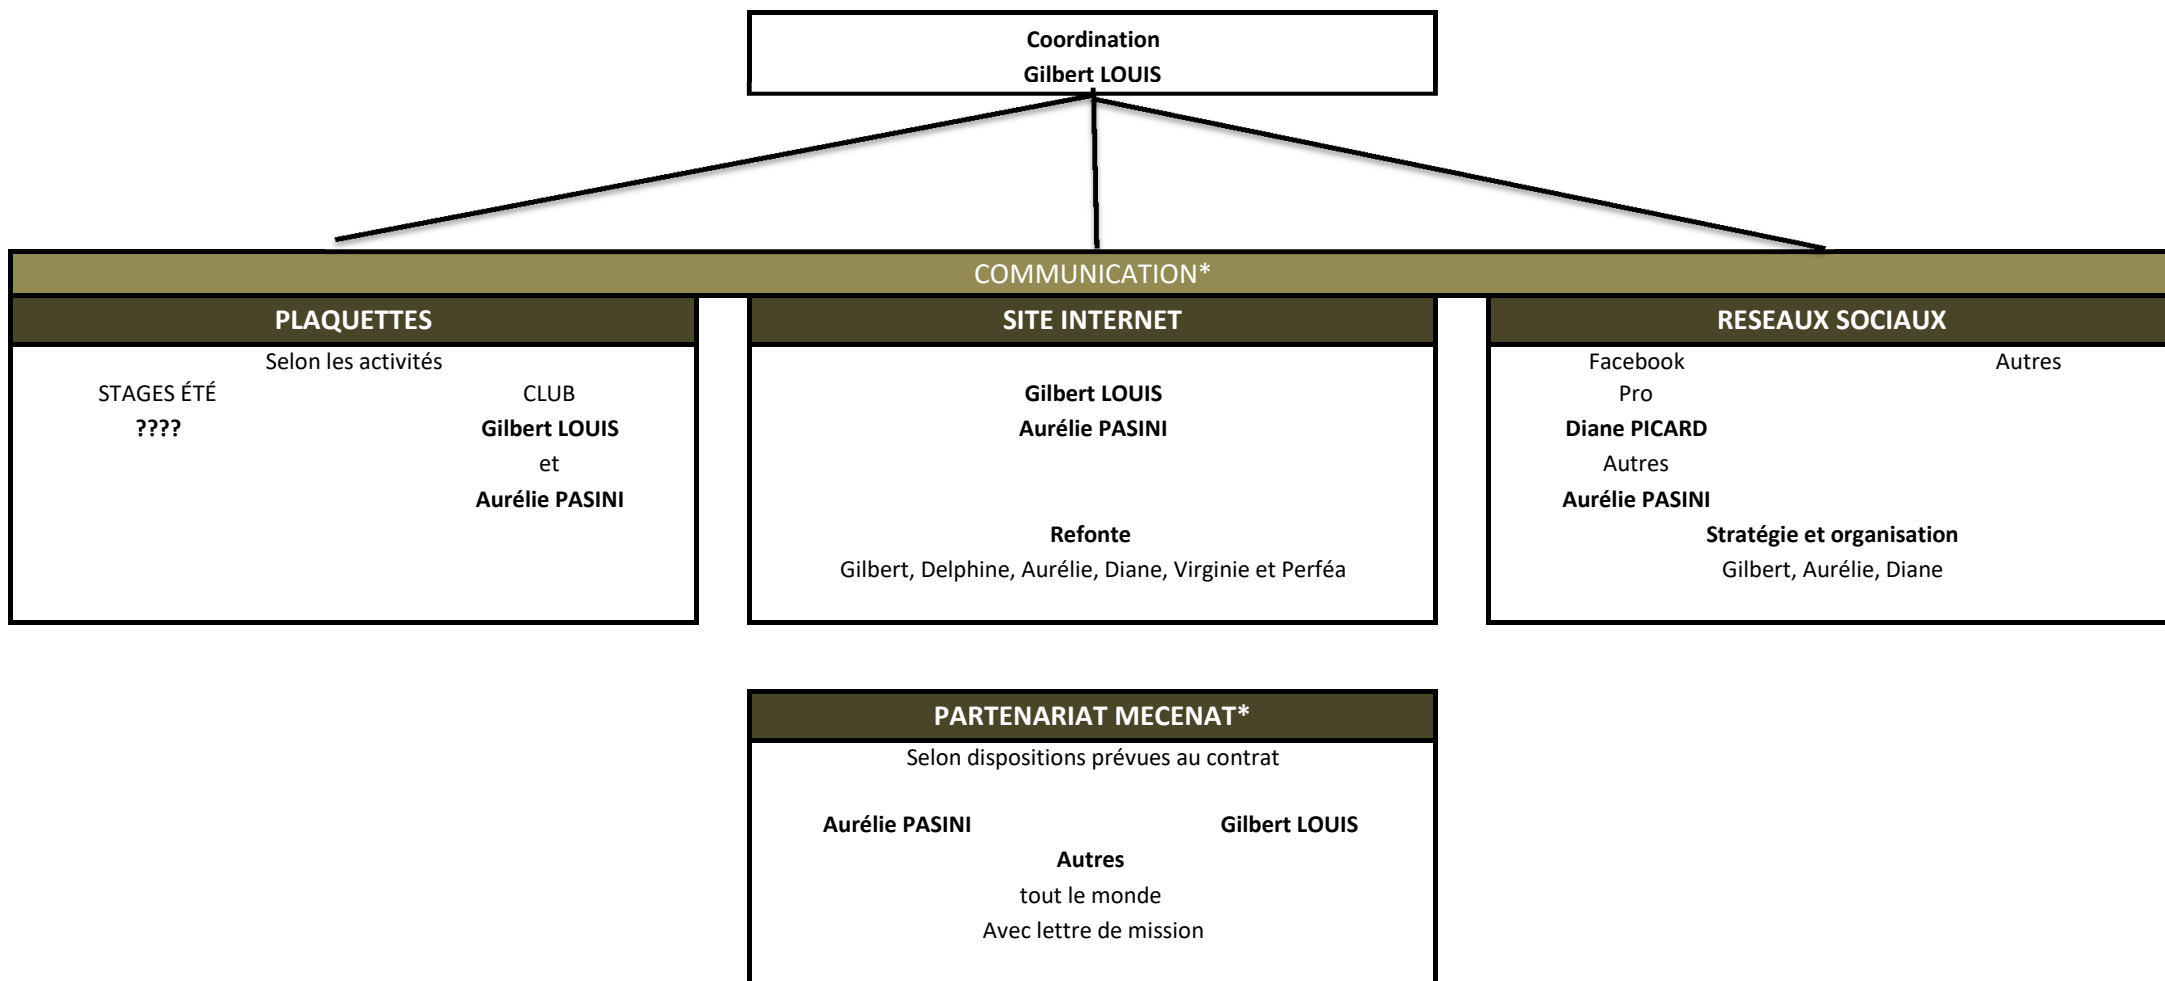 Coordination
Gilbert LOUIS
COMMUNICATION*
PLAQUETTES
Selon les activités
STAGES ÉTÉ
????
CLUB
Gilbert LOUIS
et
Aurélie PASINI
SITE INTERNET
Gilbert LOUIS
Aurélie PASINI
Refonte
Gilbert, Delphine, Aurélie, Diane, Virginie et Perféa
RESEAUX SOCIAUX
Facebook
Pro
Diane PICARD
Autres
Aurélie PASINI
Autres
Stratégie et organisation
Gilbert, Aurélie, Diane
PARTENARIAT MECENAT*
Selon dispositions prévues au contrat
Aurélie PASINI
Gilbert LOUIS
Autres
tout le monde
Avec lettre de mission